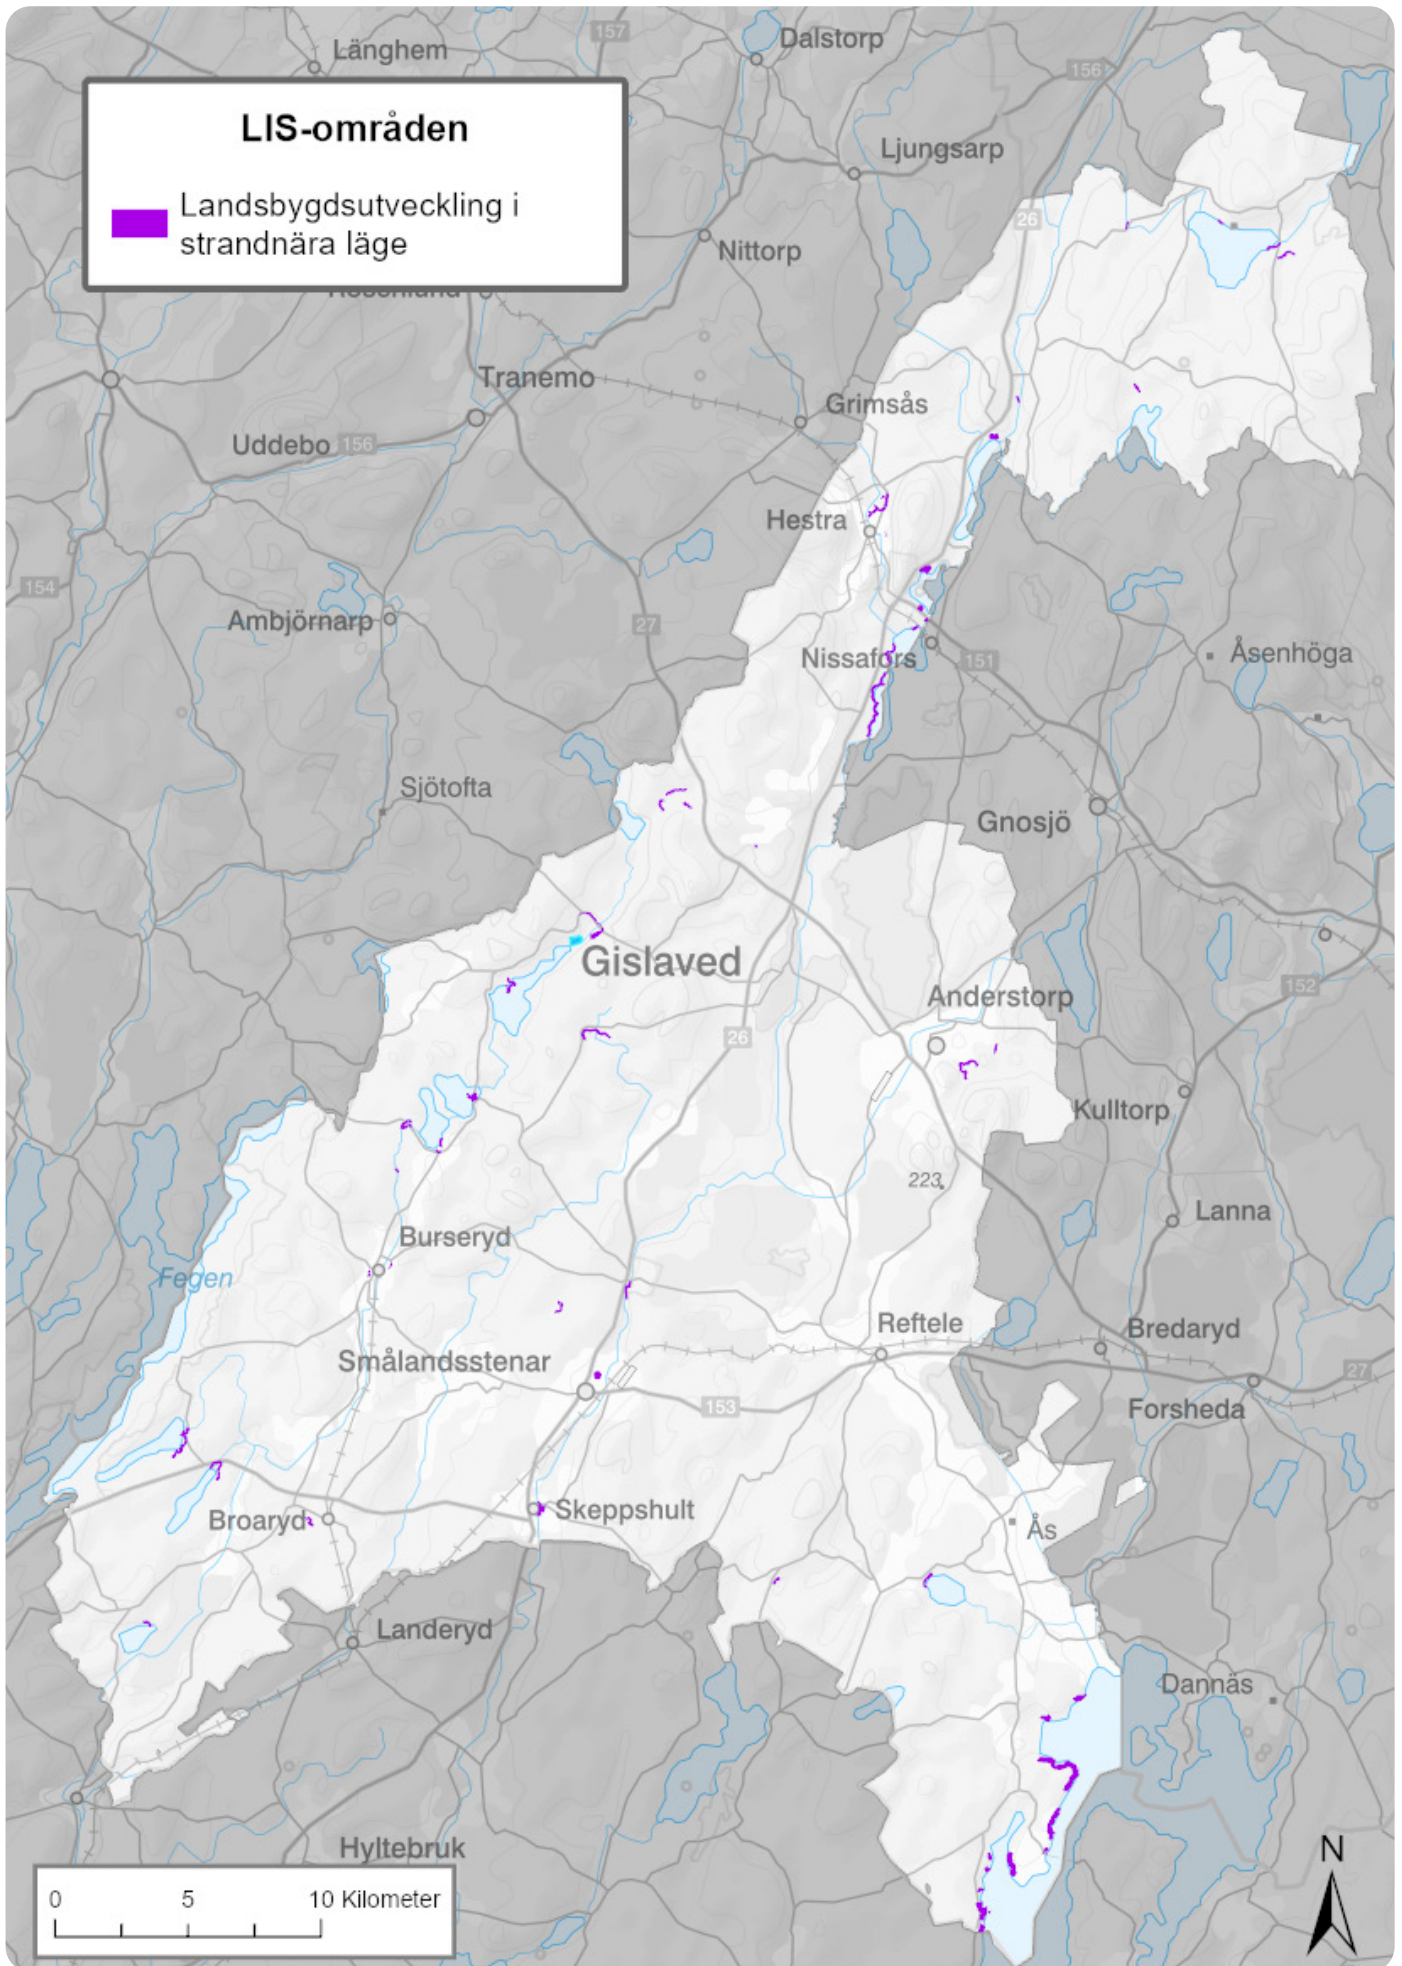 157
Dalstorp
Länghem
156
LIS-områden
Landsbygdsutveckling i
strandnära läge
Ljungsarp
26
Nittorp
Tranemo
Grimsås
Uddebo
156
Hestra
154
Ambjörnarp
27
Nissafors
151
Åsenhöga
Sjötofta
Gnosjö
Gislaved
152
Anderstorp
26
Kulltorp
223
Lanna
Burseryd
Fegen
Reftele
Bredaryd
Smålandsstenar
27
153
Forsheda
Skeppshult
Broaryd
Ås
Landeryd
Dannäs
Hyltebruk
N
0 5 10 Kilometer